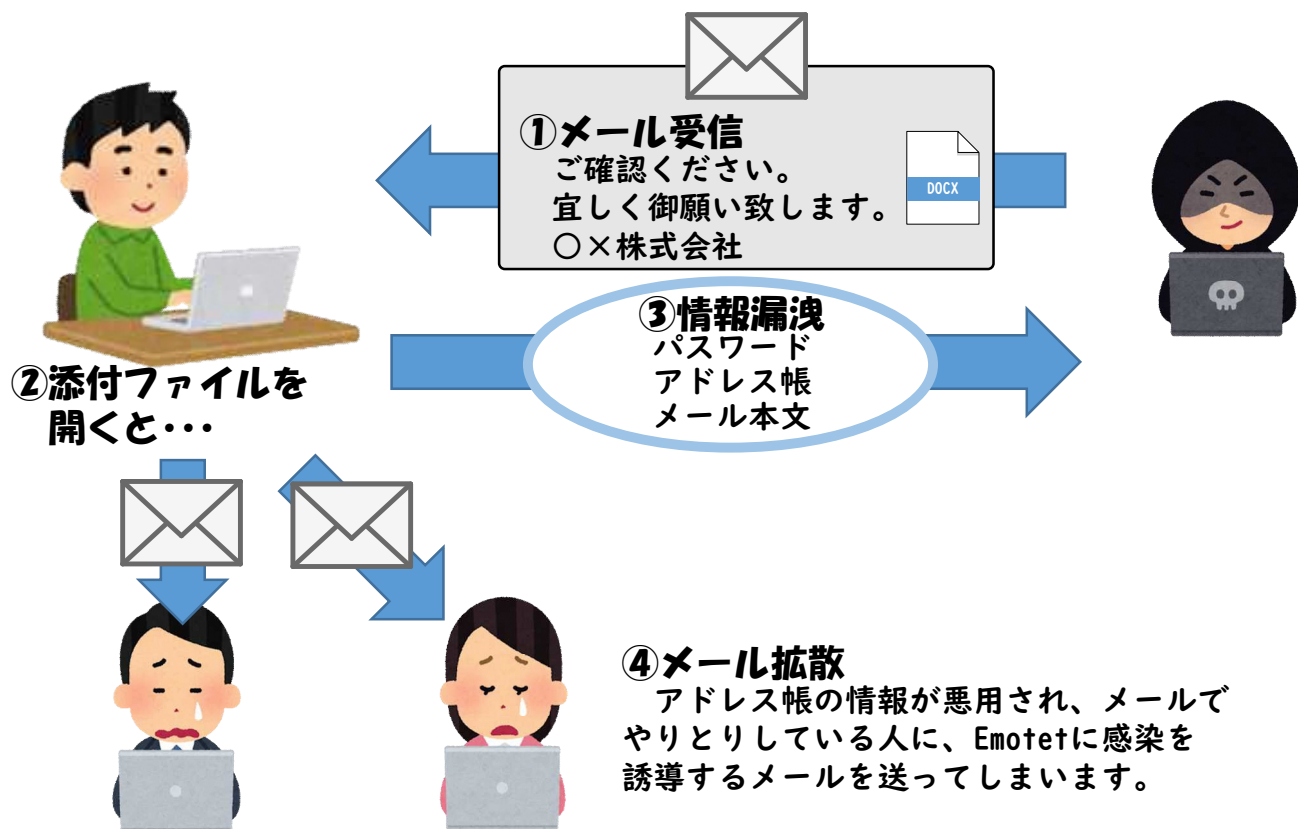 ①メール受信
ご確認ください。
宜しく御願い致します。
〇×株式会社
DOCX
③情報漏洩
パスワード
アドレス帳
メール本文
②添付ファイルを
開くと・・・
④メール拡散
アドレス帳の情報が悪用され、メールで
やりとりしている人に、Emotetに感染を
誘導するメールを送ってしまいます。